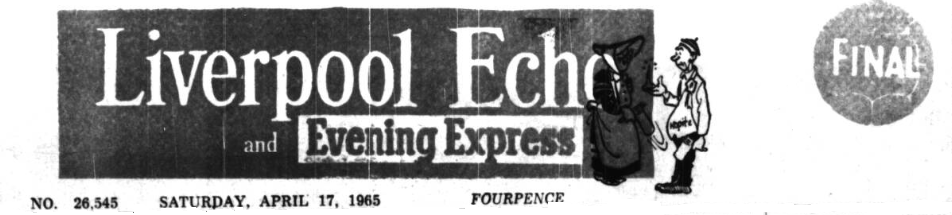 Liverpool Echo
and Evening Express
FINAL
NO. 26,545 SATURDAY, APRIL 17, 1965 FOURPENCE